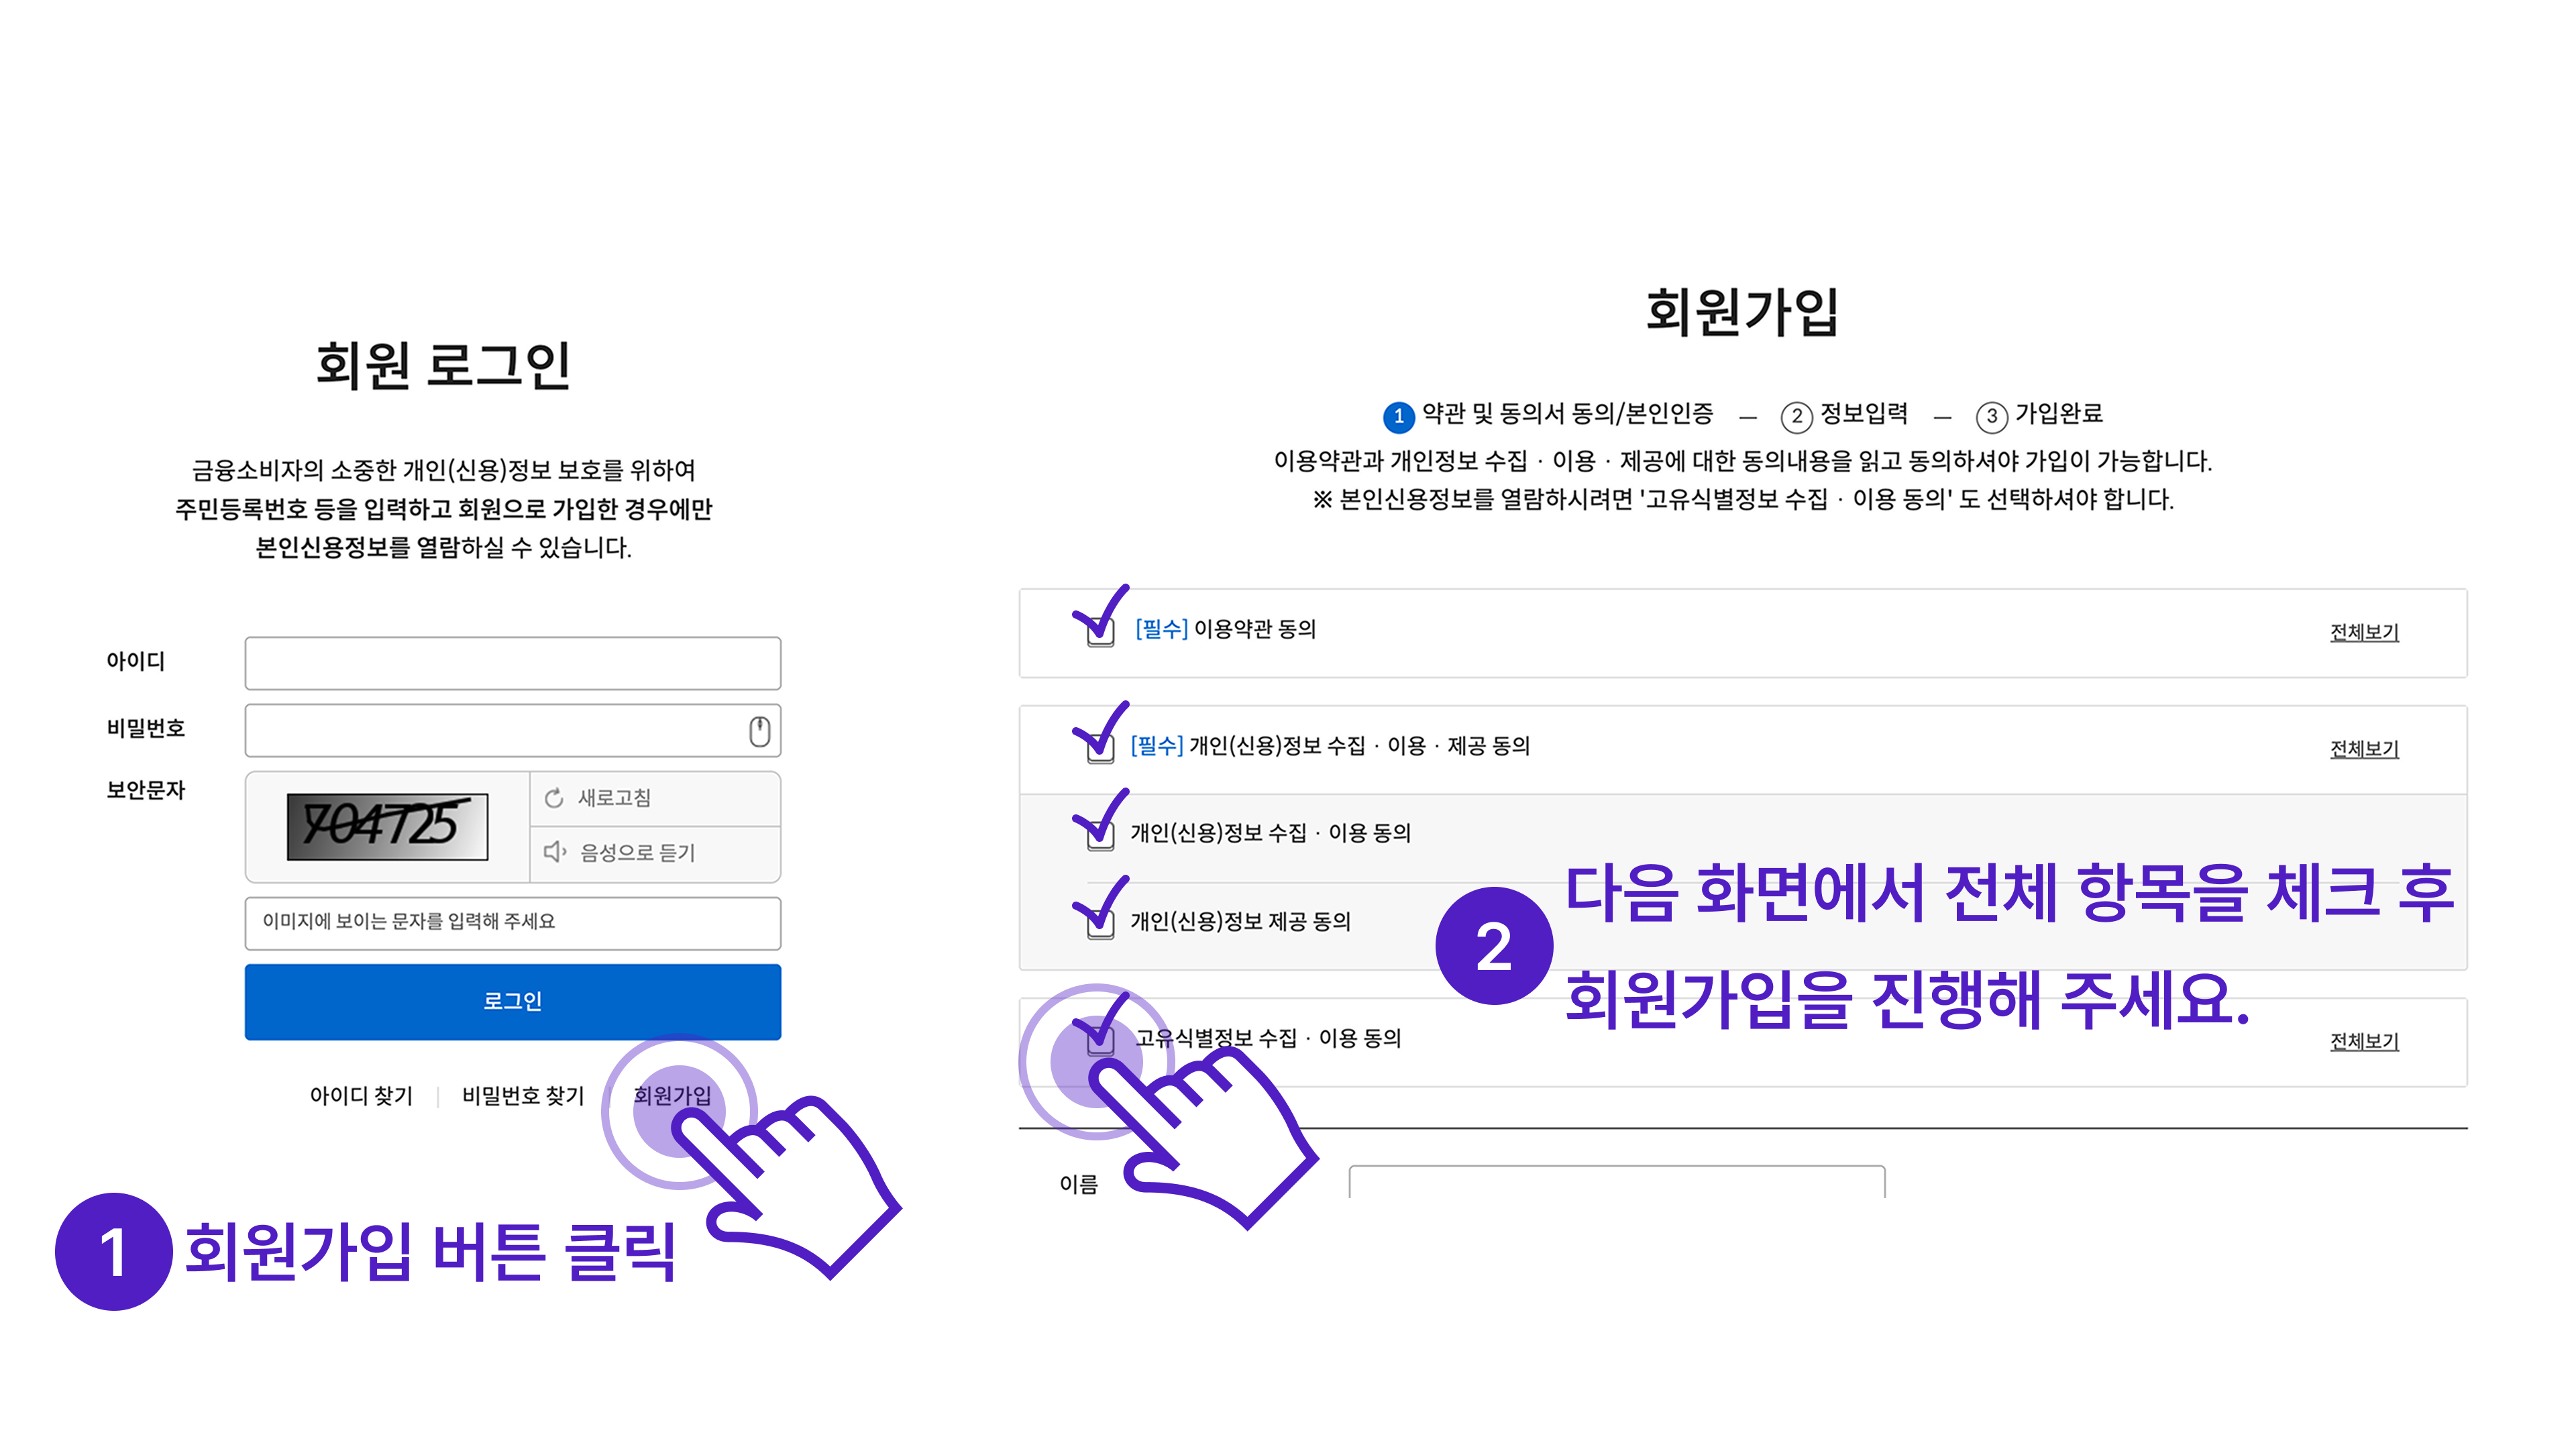 회원 로그인
금융소비자의 소중한 개인(신용)정보 보호를 위하여
주민등록번호 등을 입력하고 회원으로 가입한 경우에만
본인신용정보를 열람하실 수 있습니다.
아이디
비밀번호
보안문자
704725
새로고침
음성으로 듣기
이미지에 보이는 문자를 입력해 주세요
로그인
아이디 찾기 | 비밀번호 찾기 | 회원가입
1 회원가입 버튼 클릭
회원가입
1 약관 및 동의서 동의/본인인증 – 2 정보입력 – 3 가입완료
이용약관과 개인정보 수집 · 이용 · 제공에 대한 동의내용을 읽고 동의하셔야 가입이 가능합니다.
※ 본인신용정보를 열람하시려면 '고유식별정보 수집 · 이용 동의' 도 선택하셔야 합니다.
[필수] 이용약관 동의 전체보기
[필수] 개인(신용)정보 수집 · 이용 · 제공 동의 전체보기
개인(신용)정보 수집 · 이용 동의
개인(신용)정보 제공 동의
2 다음 화면에서 전체 항목을 체크 후
회원가입을 진행해 주세요.
고유식별정보 수집 · 이용 동의 전체보기
이름